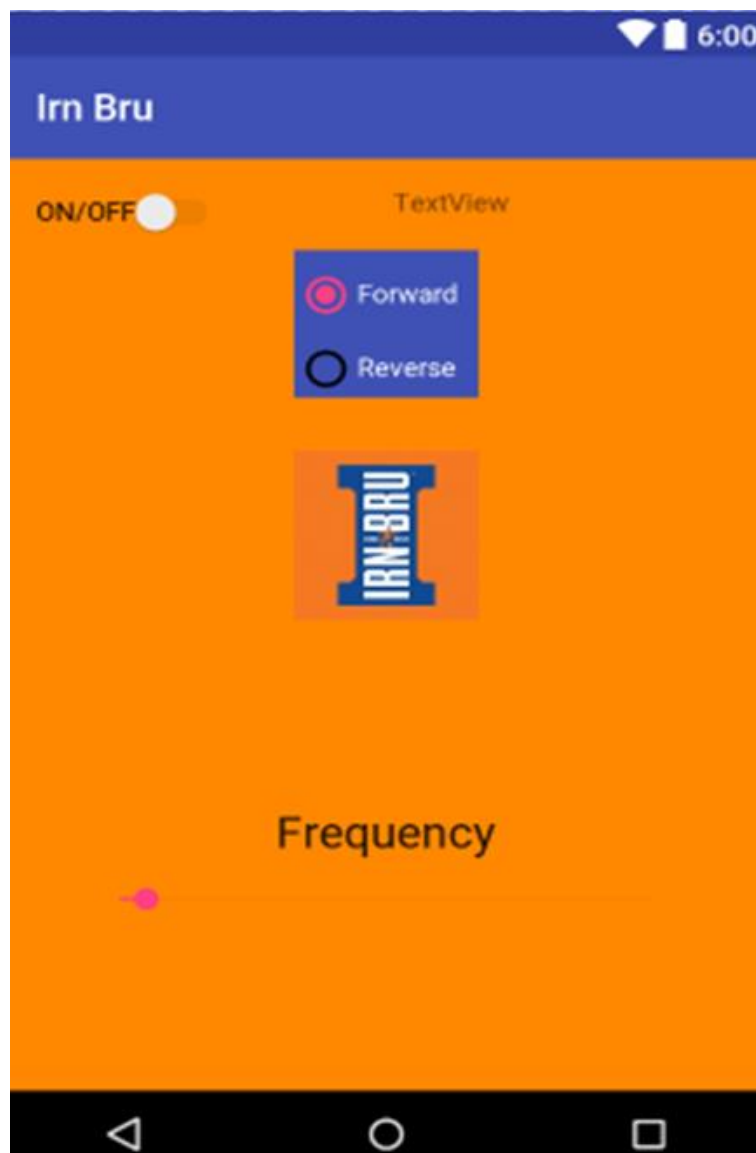 6:00
Irn Bru
ON/OFF
TextView
Forward
Reverse
IRN BRU
Frequency